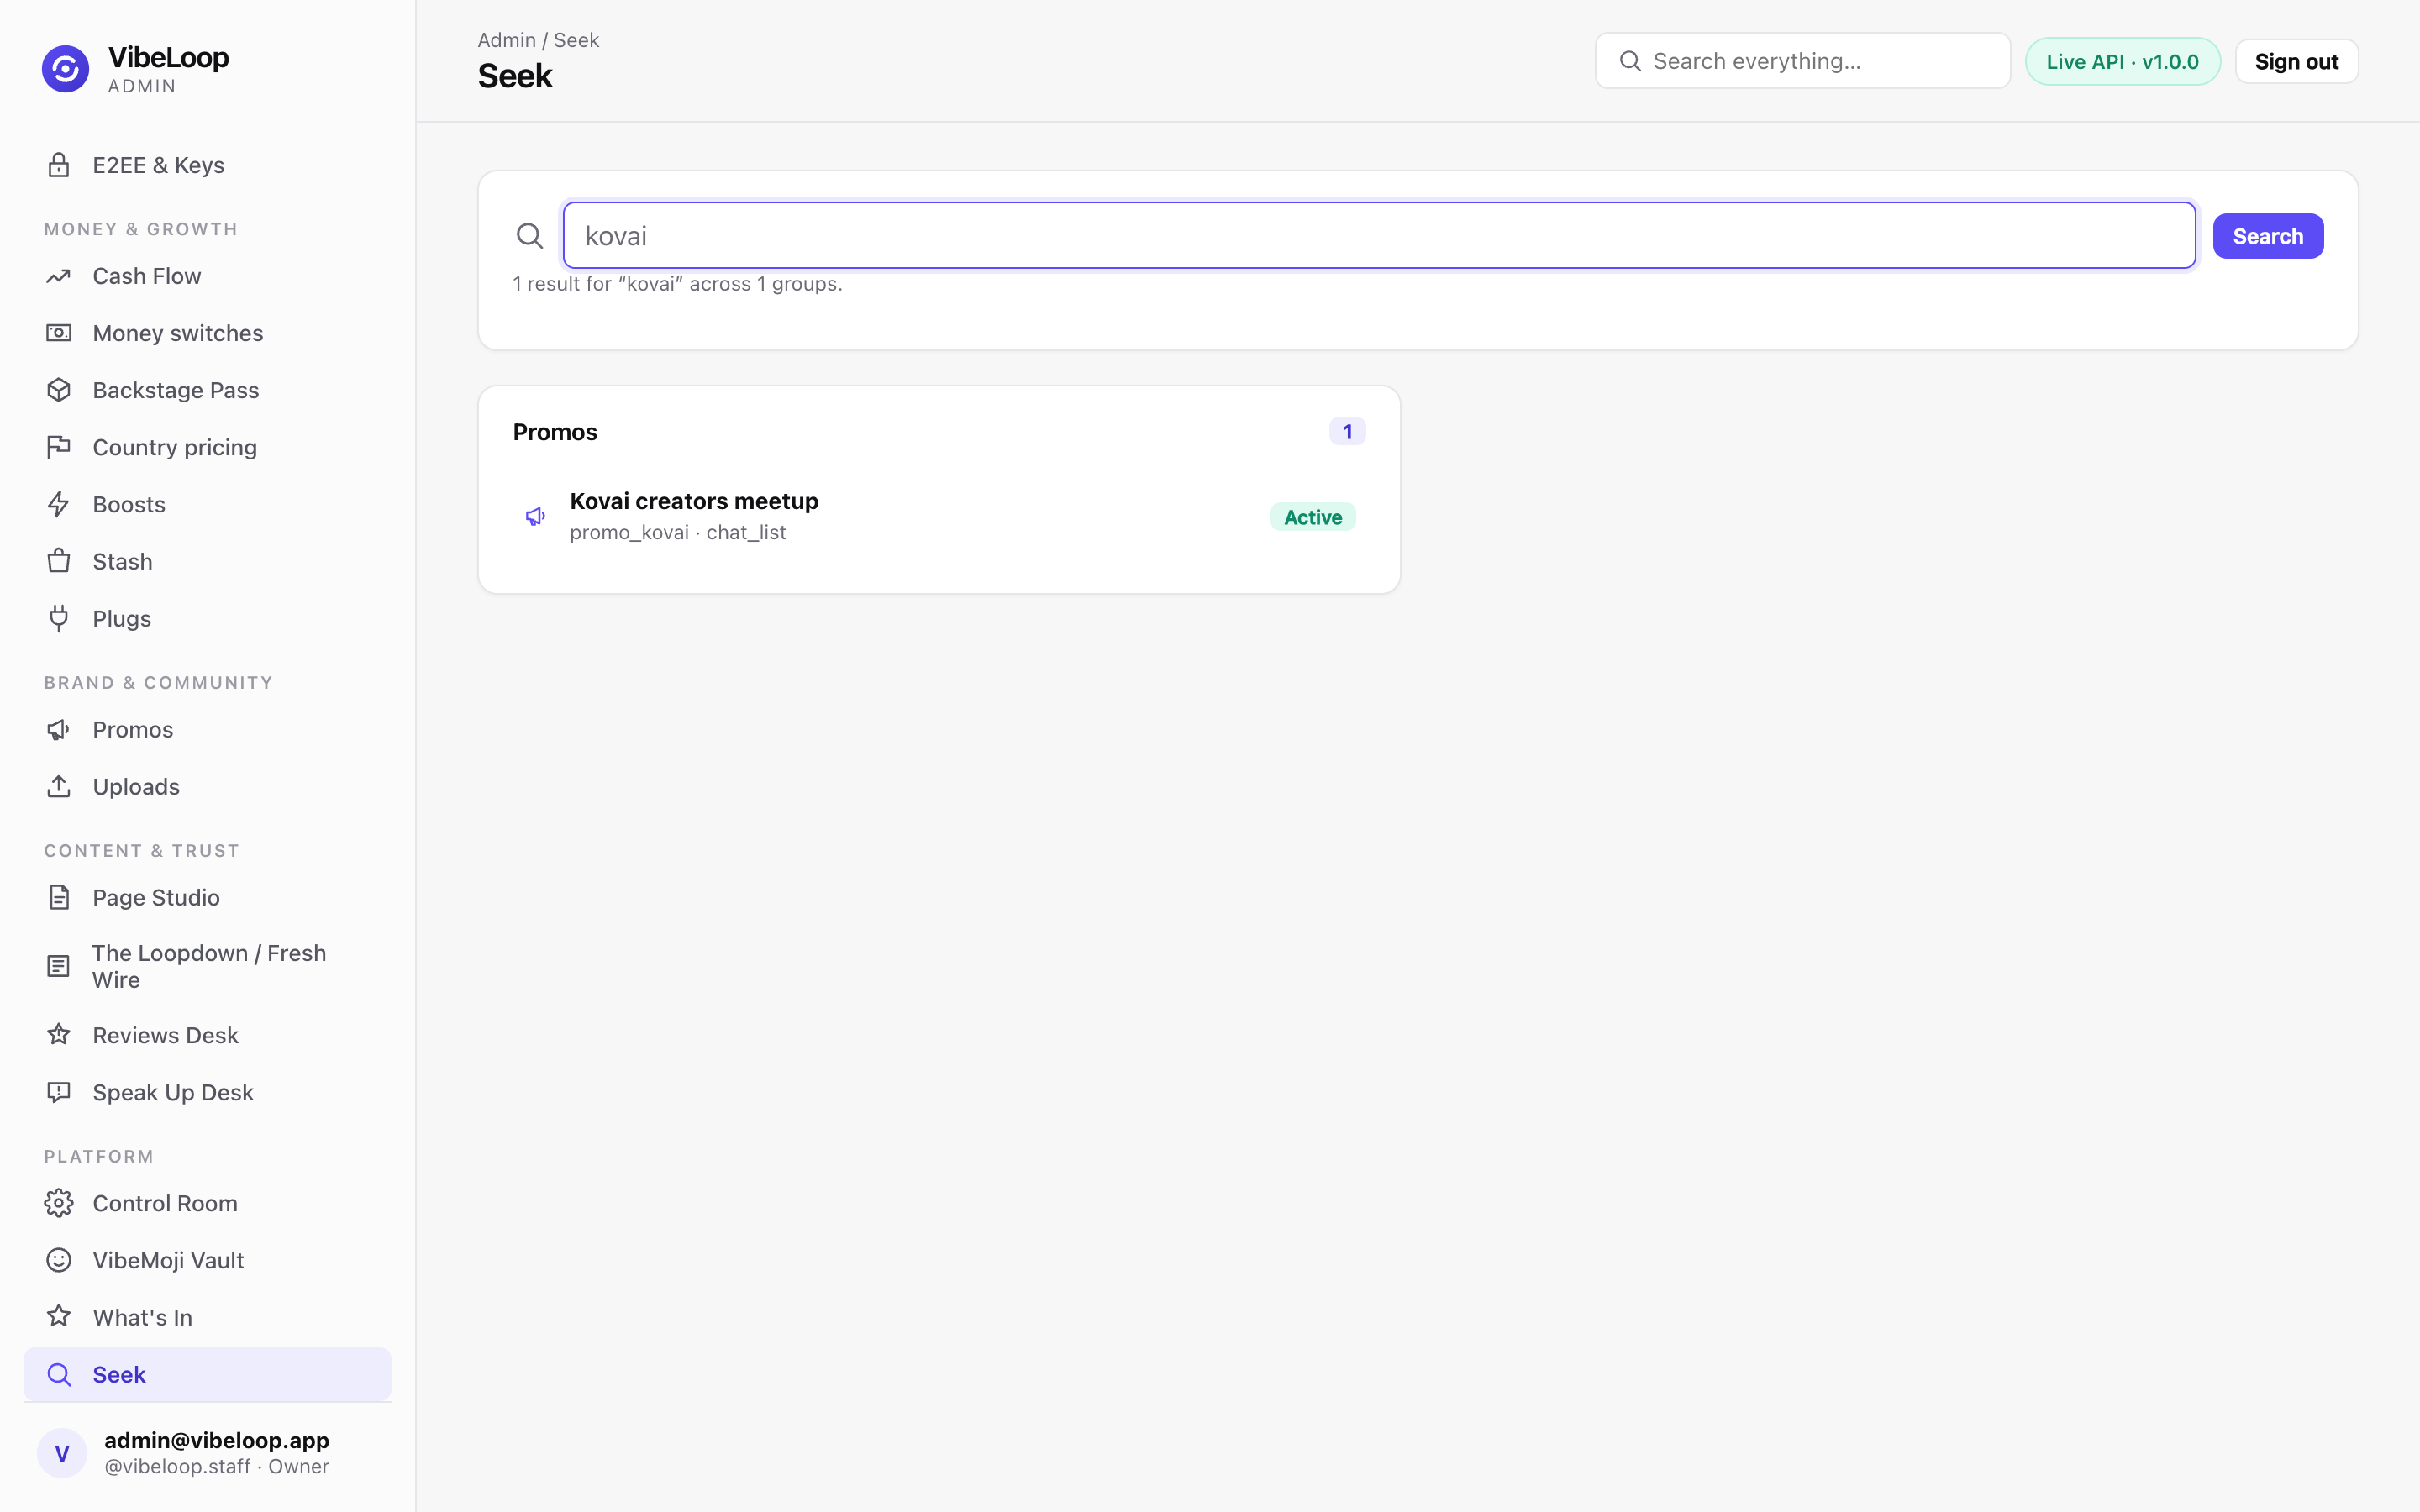 VibeLoop
ADMIN
E2EE & Keys
MONEY & GROWTH
Cash Flow
Money switches
Backstage Pass
Country pricing
Boosts
Stash
Plugs
BRAND & COMMUNITY
Promos
Uploads
CONTENT & TRUST
Page Studio
The Loopdown / Fresh
Wire
Reviews Desk
Speak Up Desk
PLATFORM
Control Room
VibeMoji Vault
What's In
Seek
V
admin@vibeloop.app
@vibeloop.staff · Owner
Admin / Seek
Seek
Search everything...
Live API · v1.0.0
Sign out
kovai
Search
1 result for “kovai” across 1 groups.
Promos
1
Kovai creators meetup
promo_kovai · chat_list
Active